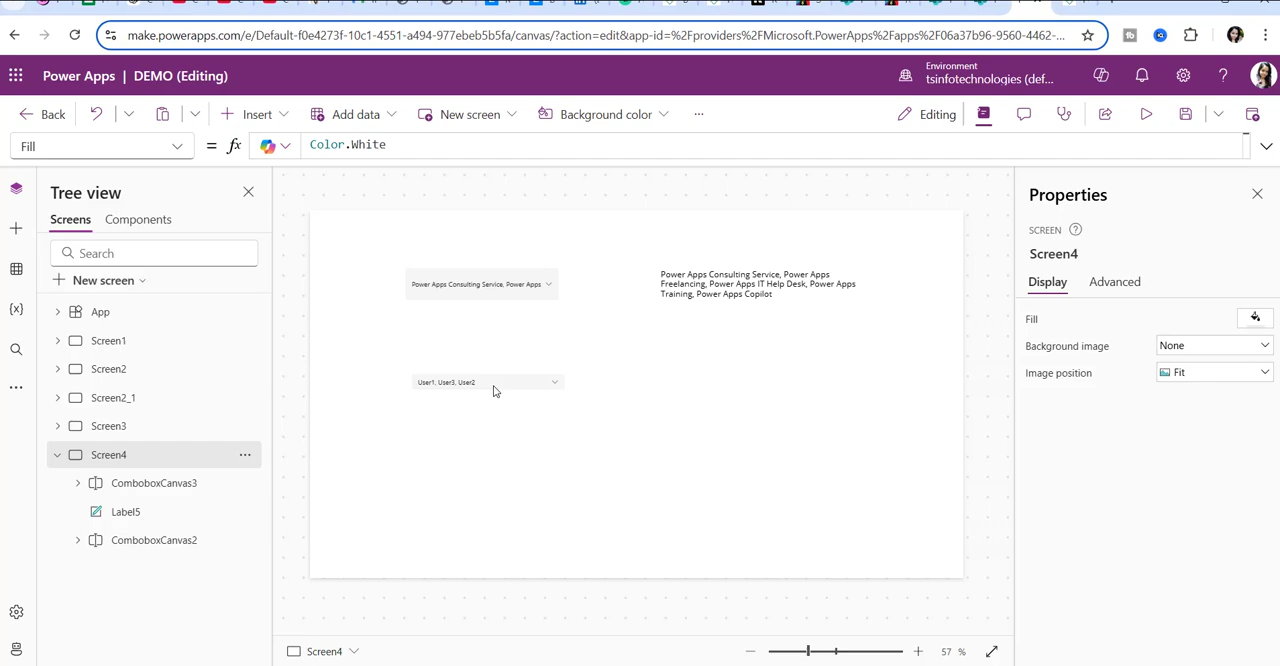 make.powerapps.com/e/Default-f0e4273f-10c1-4551-a494-977ebeb5b5fa/canvas/?action=edit&app-id=%2Fproviders%2FMicrosoft.PowerApps%2Fapps%2F06a37b96-9560-4462-...
Power Apps | DEMO (Editing)
Environment
tsinfotechnologies (def...
Back
Insert
Add data
New screen
Background color
...
Editing
Fill
= fx
Color.White
Tree view
Screens
Components
Search
New screen
App
Screen1
Screen2
Screen2_1
Screen3
Screen4
...
ComboboxCanvas3
Label5
ComboboxCanvas2
Power Apps Consulting Service, Power Apps
Power Apps Consulting Service, Power Apps
Freelancing, Power Apps IT Help Desk, Power Apps
Training, Power Apps Copilot
User1, User3, User2
Properties
SCREEN
Screen4
Display
Advanced
Fill
Background image
None
Image position
Fit
Screen4
57 %